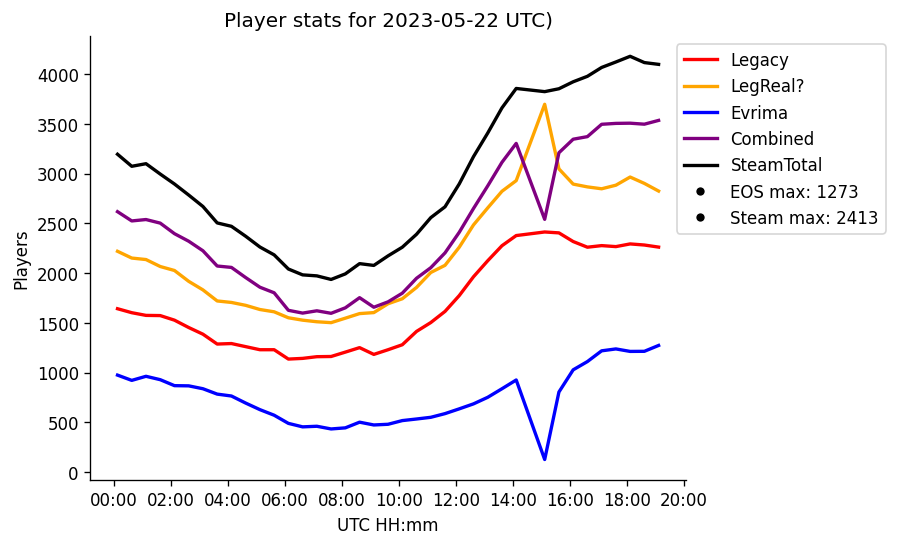 Player stats for 2023-05-22 UTC)
Players
4000
3500
3000
2500
2000
1500
1000
500
0
00:00 02:00 04:00 06:00 08:00 10:00 12:00 14:00 16:00 18:00 20:00
UTC HH:mm
Legacy
LegReal?
Evrima
Combined
SteamTotal
EOS max: 1273
Steam max: 2413